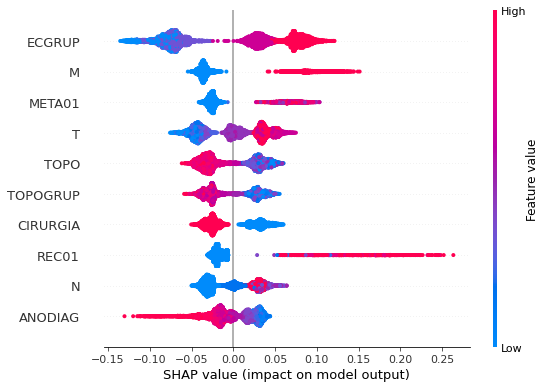 High
ECGRUP
M
META01
T
TOPO
TOPOGRUP
CIRURGIA
REC01
N
ANODIAG
Feature value
Low
−0.15 −0.10 −0.05 0.00 0.05 0.10 0.15 0.20 0.25
SHAP value (impact on model output)